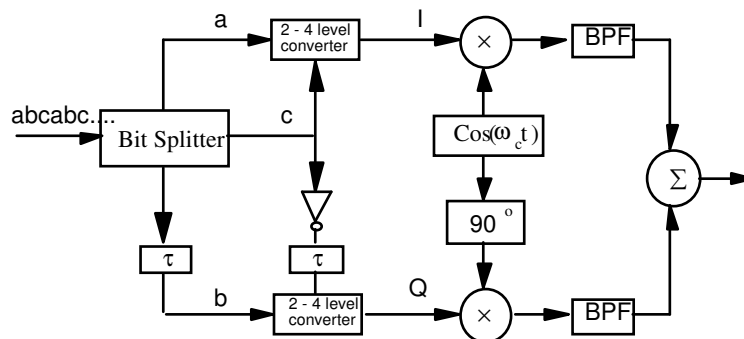 a
2 - 4 level
converter
I
×
BPF
abcabc....
Bit Splitter
c
Cos(ω_c t)
Σ
90°
τ
τ
b
2 - 4 level
converter
Q
×
BPF